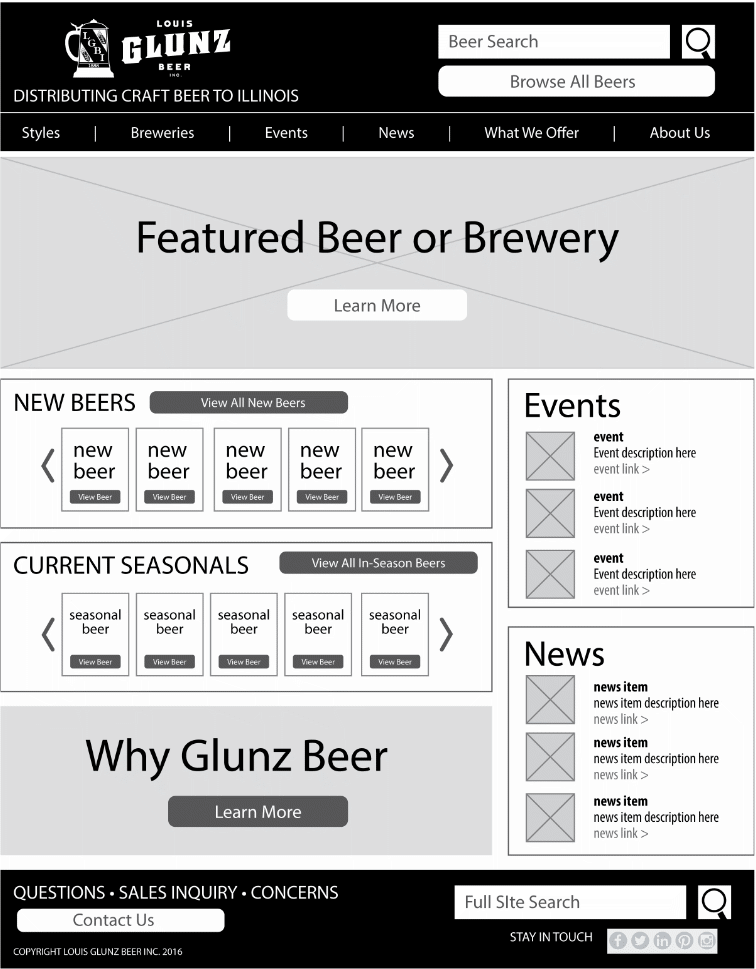 LOUIS
GLUNZ
BEER
INC.
LGBI
1888
DISTRIBUTING CRAFT BEER TO ILLINOIS
Beer Search
Browse All Beers
Styles | Breweries | Events | News | What We Offer | About Us
Featured Beer or Brewery
Learn More
NEW BEERS
View All New Beers
new new new new new
beer beer beer beer beer
View Beer View Beer View Beer View Beer View Beer
CURRENT SEASONALS
View All In-Season Beers
seasonal seasonal seasonal seasonal seasonal
beer beer beer beer beer
View Beer View Beer View Beer View Beer View Beer
Why Glunz Beer
Learn More
Events
event
Event description here
event link >
event
Event description here
event link >
event
Event description here
event link >
News
news item
news item description here
news link >
news item
news item description here
news link >
news item
news item description here
news link >
QUESTIONS • SALES INQUIRY • CONCERNS
Contact Us
COPYRIGHT LOUIS GLUNZ BEER INC. 2016
Full SIte Search
STAY IN TOUCH